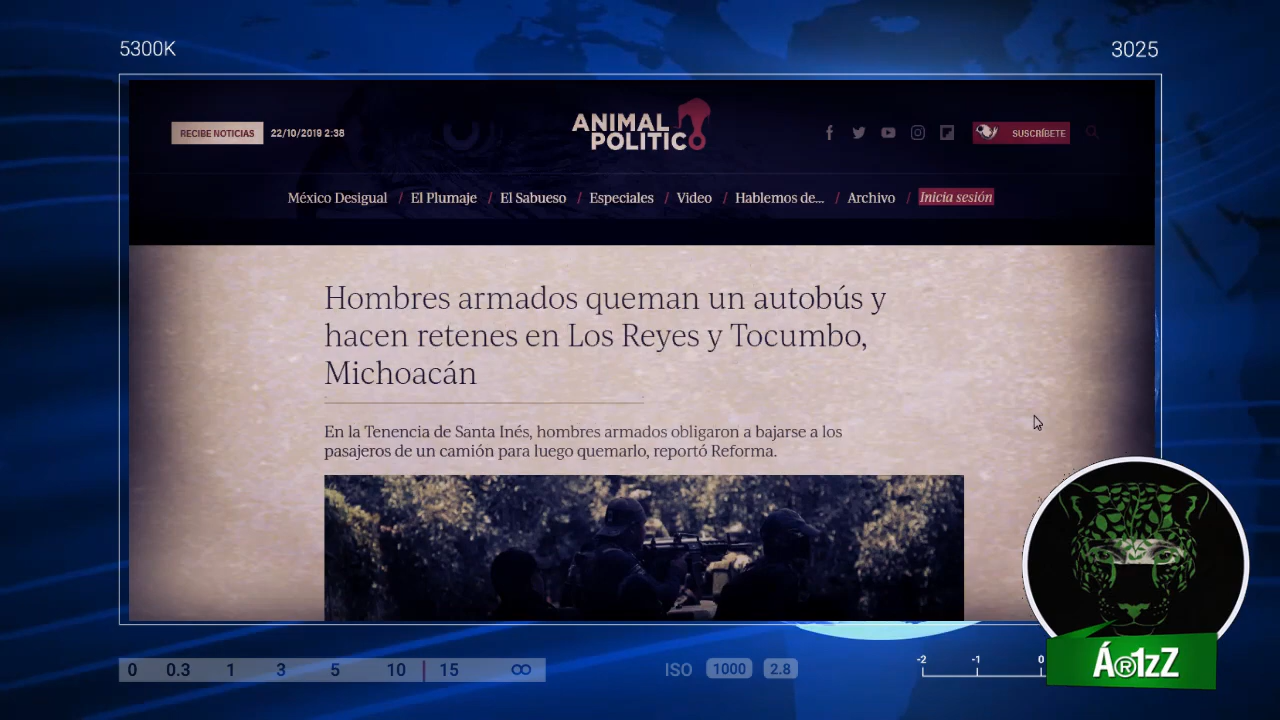 5300K
3025
RECIBE NOTICIAS
22/10/2019 2:38
ANIMAL
POLITICO
SUSCRÍBETE
México Desigual / El Plumaje / El Sabueso / Especiales / Video / Hablemos de... / Archivo / Inicia sesión
Hombres armados queman un autobús y
hacen retenes en Los Reyes y Tocumbo,
Michoacán
En la Tenencia de Santa Inés, hombres armados obligaron a bajarse a los
pasajeros de un camión para luego quemarlo, reportó Reforma.
0 0.3 1 3 5 10 15 ∞
ISO 1000 2.8
-2 -1 0
Á®1zZ